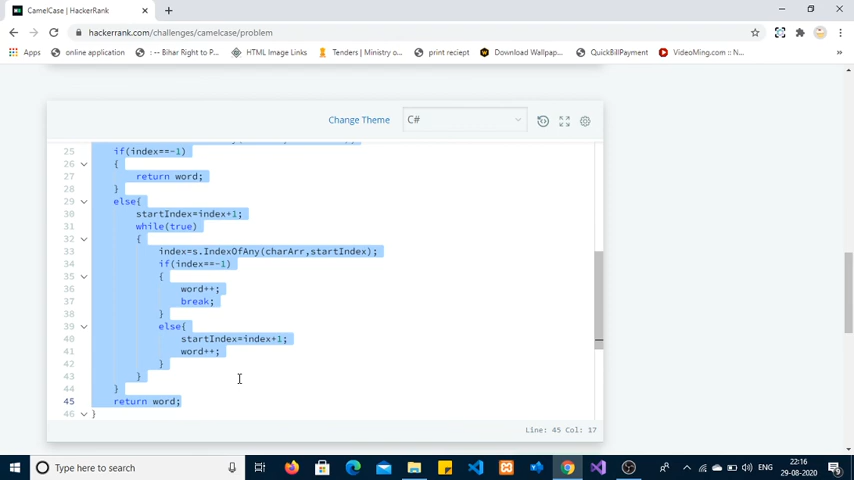 CamelCase | HackerRank
hackerrank.com/challenges/camelcase/problem
Apps
online application
: -- Bihar Right to P...
HTML Image Links
Tenders | Ministry o...
print reciept
Download Wallpap...
QuickBillPayment
VideoMing.com :: N...
»
Change Theme
C#
25 if(index==-1)
26 {
27 return word;
28 }
29 else{
30 startIndex=index+1;
31 while(true)
32 {
33 index=s.IndexOfAny(charArr,startIndex);
34 if(index==-1)
35 {
36 word++;
37 break;
38 }
39 else{
40 startIndex=index+1;
41 word++;
42 }
43 }
44 }
45 return word;
46 }
Line: 45 Col: 17
Type here to search
ENG
22:16
29-08-2020